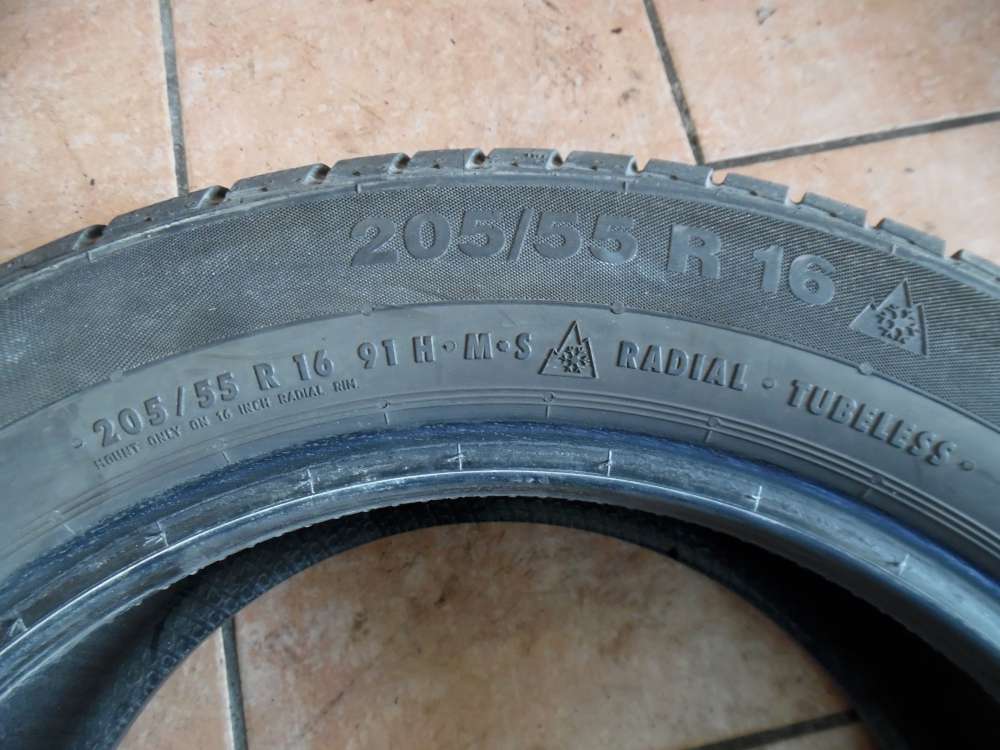 205/55 R 16
205/55 R 16 91 H · M·S RADIAL · TUBELESS ·
MOUNT ONLY ON 16 INCH RADIAL RIM